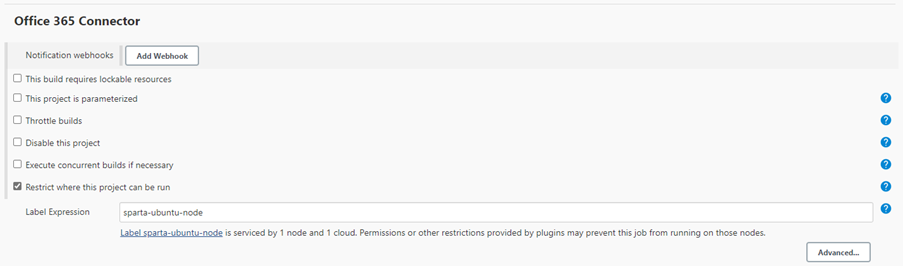 Office 365 Connector
Notification webhooks Add Webhook
This build requires lockable resources
This project is parameterized ?
Throttle builds ?
Disable this project ?
Execute concurrent builds if necessary ?
Restrict where this project can be run ?
Label Expression sparta-ubuntu-node ?
Label sparta-ubuntu-node is serviced by 1 node and 1 cloud. Permissions or other restrictions provided by plugins may prevent this job from running on those nodes.
Advanced...